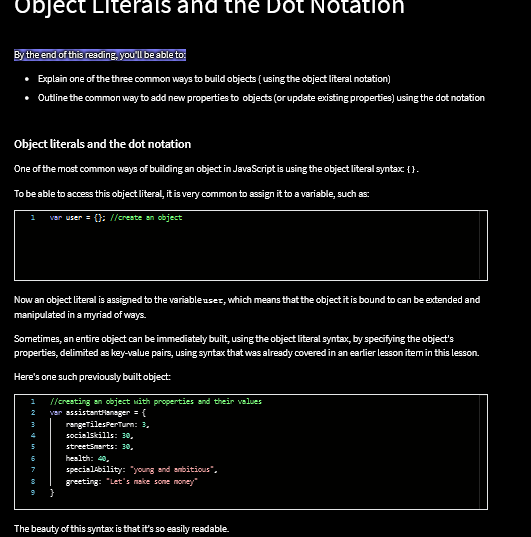 Object Literals and the Dot Notation
By the end of this reading, you'll be able to:
• Explain one of the three common ways to build objects ( using the object literal notation)
• Outline the common way to add new properties to objects (or update existing properties) using the dot notation
Object literals and the dot notation
One of the most common ways of building an object in JavaScript is using the object literal syntax: {}.
To be able to access this object literal, it is very common to assign it to a variable, such as:
1 var user = {}; //create an object
Now an object literal is assigned to the variable user, which means that the object it is bound to can be extended and
manipulated in a myriad of ways.
Sometimes, an entire object can be immediately built, using the object literal syntax, by specifying the object's
properties, delimited as key-value pairs, using syntax that was already covered in an earlier lesson item in this lesson.
Here's one such previously built object:
1 //creating an object with properties and their values
2 var assistantManager = {
3 rangeTilesPerTurn: 3,
4 socialSkills: 30,
5 streetSmarts: 30,
6 health: 40,
7 specialAbility: "young and ambitious",
8 greeting: "Let's make some money"
9 }
The beauty of this syntax is that it's so easily readable.